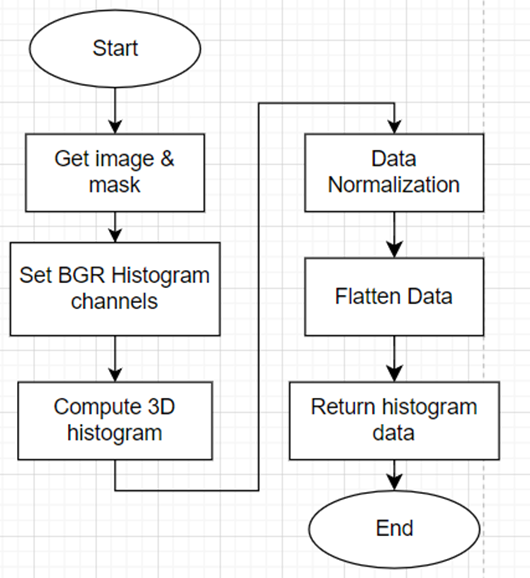 Start
Get image &
mask
Set BGR Histogram
channels
Compute 3D
histogram
Data
Normalization
Flatten Data
Return histogram
data
End